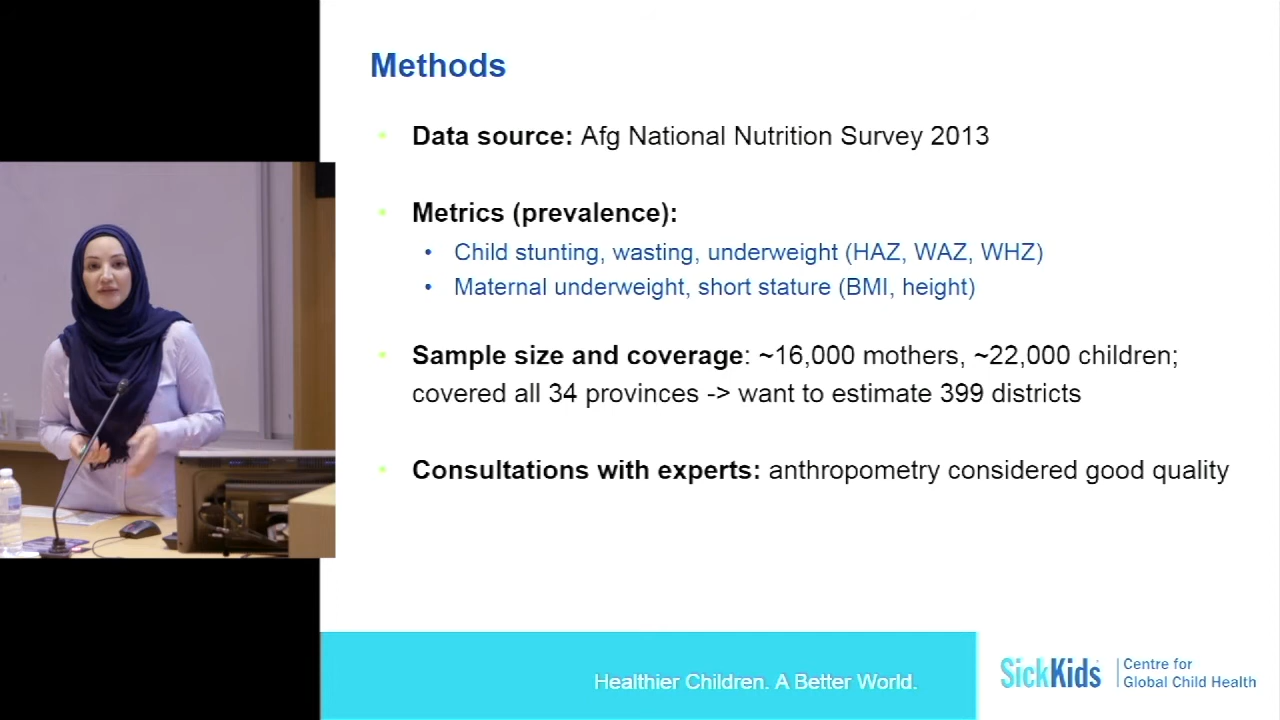 Methods
Data source: Afg National Nutrition Survey 2013
Metrics (prevalence):
Child stunting, wasting, underweight (HAZ, WAZ, WHZ)
Maternal underweight, short stature (BMI, height)
Sample size and coverage: ~16,000 mothers, ~22,000 children;
covered all 34 provinces -> want to estimate 399 districts
Consultations with experts: anthropometry considered good quality
Healthier Children. A Better World.
SickKids
Centre for
Global Child Health